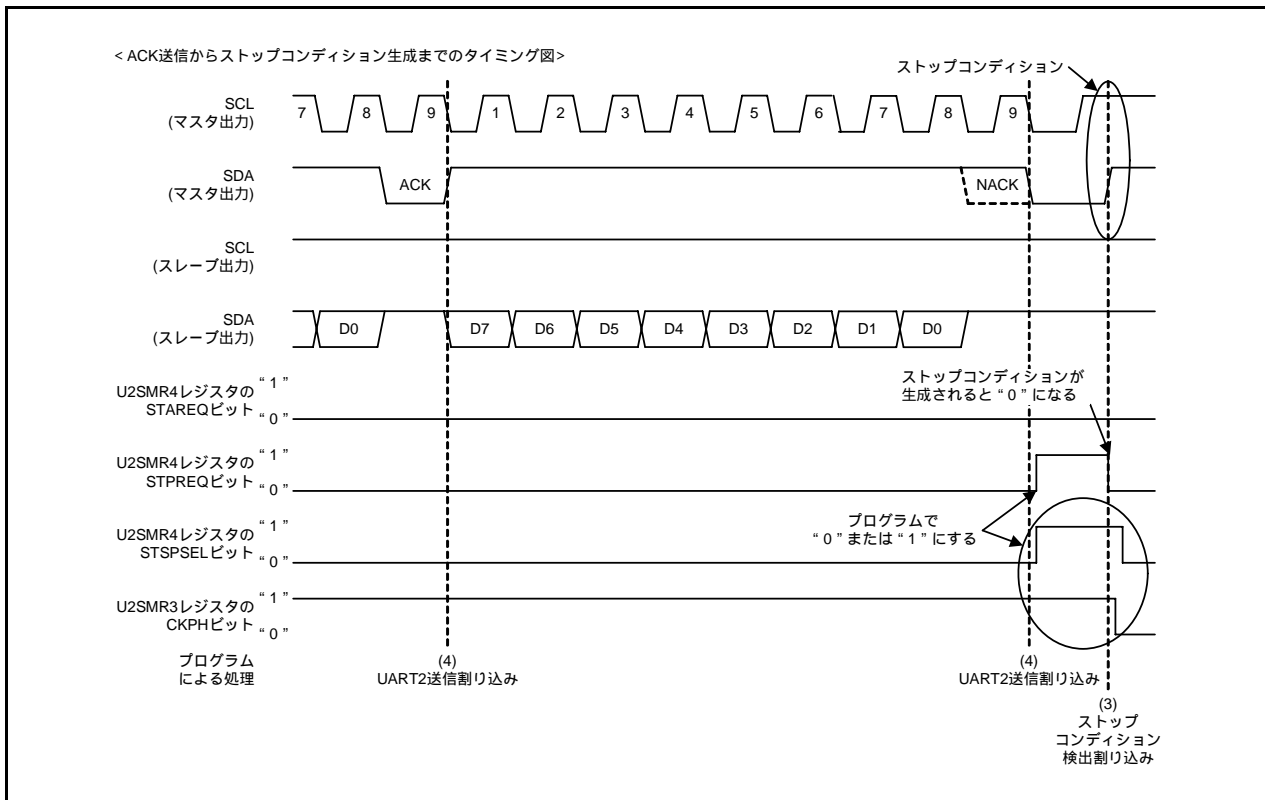 < ACK送信からストップコンディション生成までのタイミング図>
ストップコンディション
SCL
(マスタ出力)
7 8 9 1 2 3 4 5 6 7 8 9
SDA
(マスタ出力)
ACK NACK
SCL
(スレーブ出力)
SDA
(スレーブ出力)
D0 D7 D6 D5 D4 D3 D2 D1 D0
ストップコンディションが
生成されると“0”になる
U2SMR4レジスタの
STAREQビット
“1”
“0”
U2SMR4レジスタの
STPREQビット
“1”
“0”
プログラムで
“0”または“1”にする
U2SMR4レジスタの
STSPSELビット
“1”
“0”
U2SMR3レジスタの
CKPHビット
“1”
“0”
プログラム
による処理
(4)
UART2送信割り込み
(4)
UART2送信割り込み
(3)
ストップ
コンディション
検出割り込み